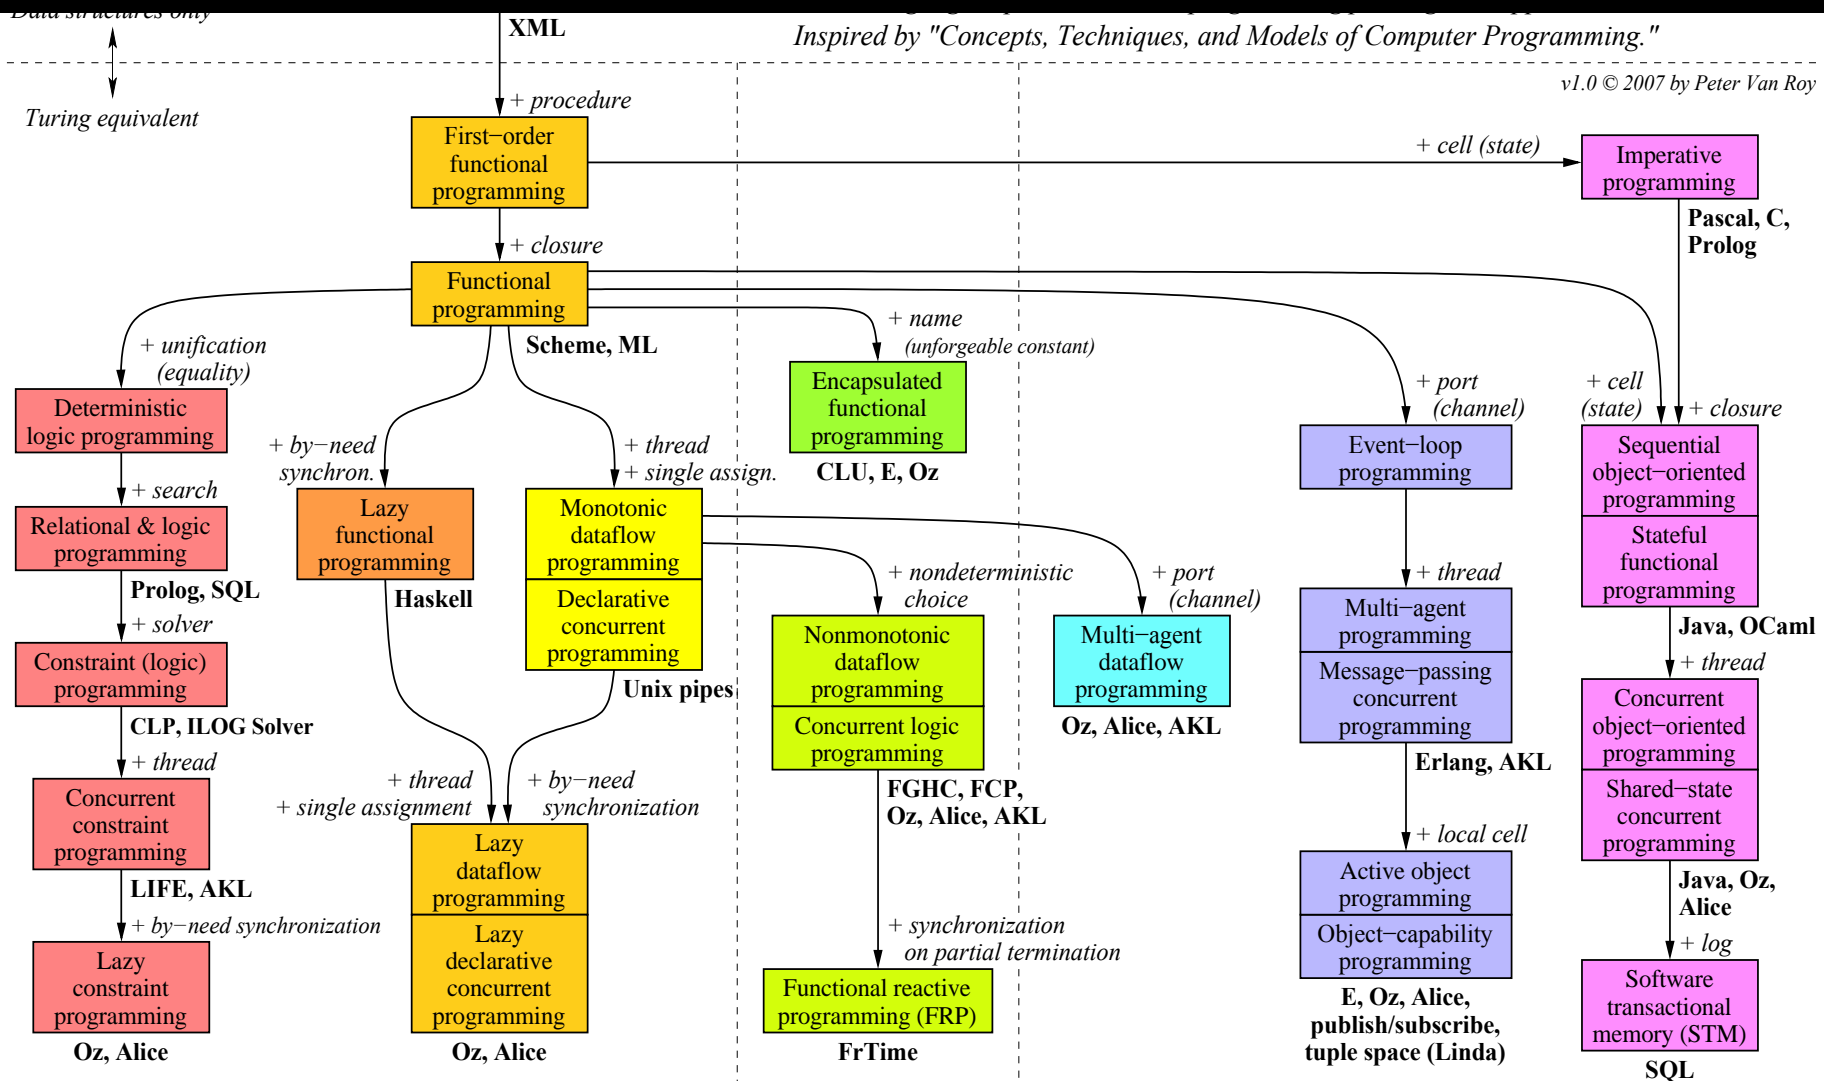 Data structures only
XML
Inspired by "Concepts, Techniques, and Models of Computer Programming."
v1.0 © 2007 by Peter Van Roy
Turing equivalent
+ procedure
First−order
functional
programming
+ cell (state)
Imperative
programming
Pascal, C,
Prolog
+ closure
Functional
programming
Scheme, ML
+ unification
(equality)
Deterministic
logic programming
+ search
Relational & logic
programming
Prolog, SQL
+ solver
Constraint (logic)
programming
CLP, ILOG Solver
+ thread
Concurrent
constraint
programming
LIFE, AKL
+ by−need synchronization
Lazy
constraint
programming
Oz, Alice
+ by−need
synchron.
Lazy
functional
programming
Haskell
+ thread
+ single assign.
Monotonic
dataflow
programming
Declarative
concurrent
programming
Unix pipes
+ thread
+ single assignment
+ by−need
synchronization
Lazy
dataflow
programming
Lazy
declarative
concurrent
programming
Oz, Alice
+ name
(unforgeable constant)
Encapsulated
functional
programming
CLU, E, Oz
+ nondeterministic
choice
Nonmonotonic
dataflow
programming
Concurrent logic
programming
FGHC, FCP,
Oz, Alice, AKL
+ synchronization
on partial termination
Functional reactive
programming (FRP)
FrTime
+ port
(channel)
Multi−agent
dataflow
programming
Oz, Alice, AKL
+ port
(channel)
Event−loop
programming
+ thread
Multi−agent
programming
Message−passing
concurrent
programming
Erlang, AKL
+ local cell
Active object
programming
Object−capability
programming
E, Oz, Alice,
publish/subscribe,
tuple space (Linda)
+ cell
(state)
+ closure
Sequential
object−oriented
programming
Stateful
functional
programming
Java, OCaml
+ thread
Concurrent
object−oriented
programming
Shared−state
concurrent
programming
Java, Oz,
Alice
+ log
Software
transactional
memory (STM)
SQL